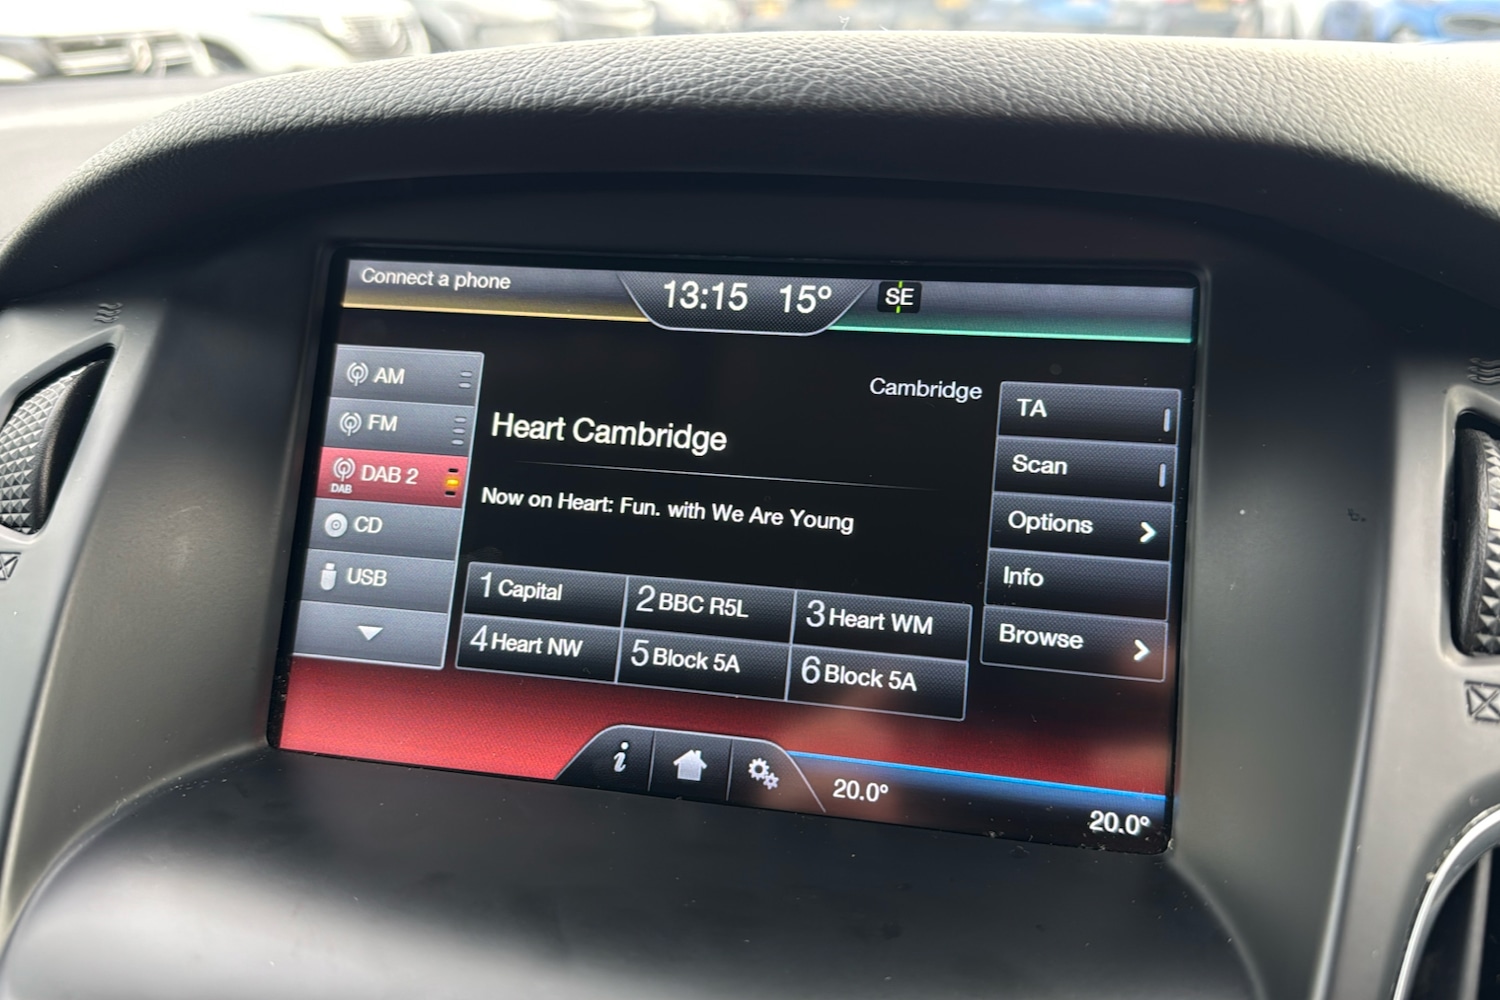 Connect a phone
13:15 15° SE
AM
FM
DAB 2
DAB
CD
USB
Cambridge
Heart Cambridge
Now on Heart: Fun. with We Are Young
1 Capital
2 BBC R5L
3 Heart WM
4 Heart NW
5 Block 5A
6 Block 5A
TA
Scan
Options
Info
Browse
i
20.0°
20.0°